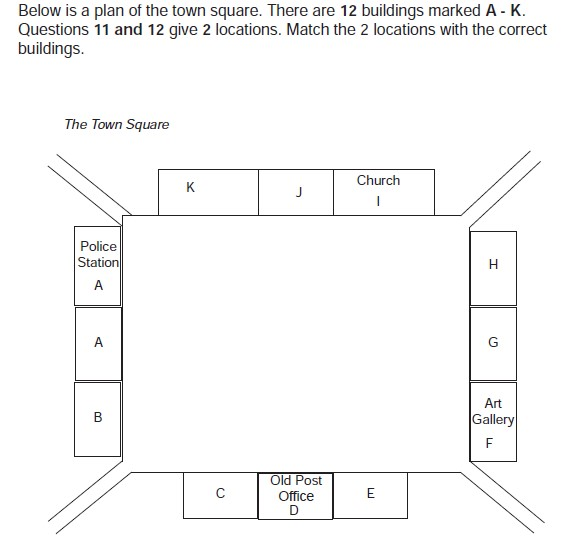 Below is a plan of the town square. There are 12 buildings marked A - K.
Questions 11 and 12 give 2 locations. Match the 2 locations with the correct
buildings.
The Town Square
K
J
Church
I
Police
Station
A
H
A
G
B
Art
Gallery
F
C
Old Post
Office
D
E